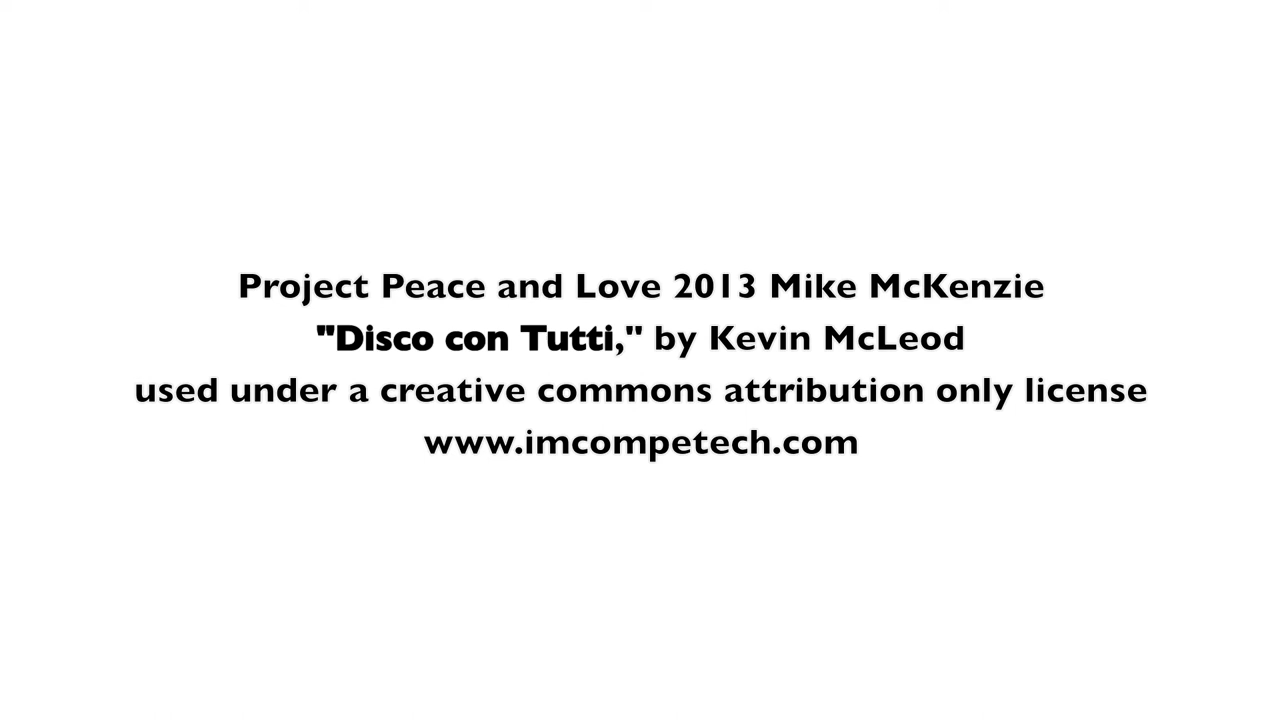 Project Peace and Love 2013 Mike McKenzie
"Disco con Tutti," by Kevin McLeod
used under a creative commons attribution only license
www.imcompetech.com